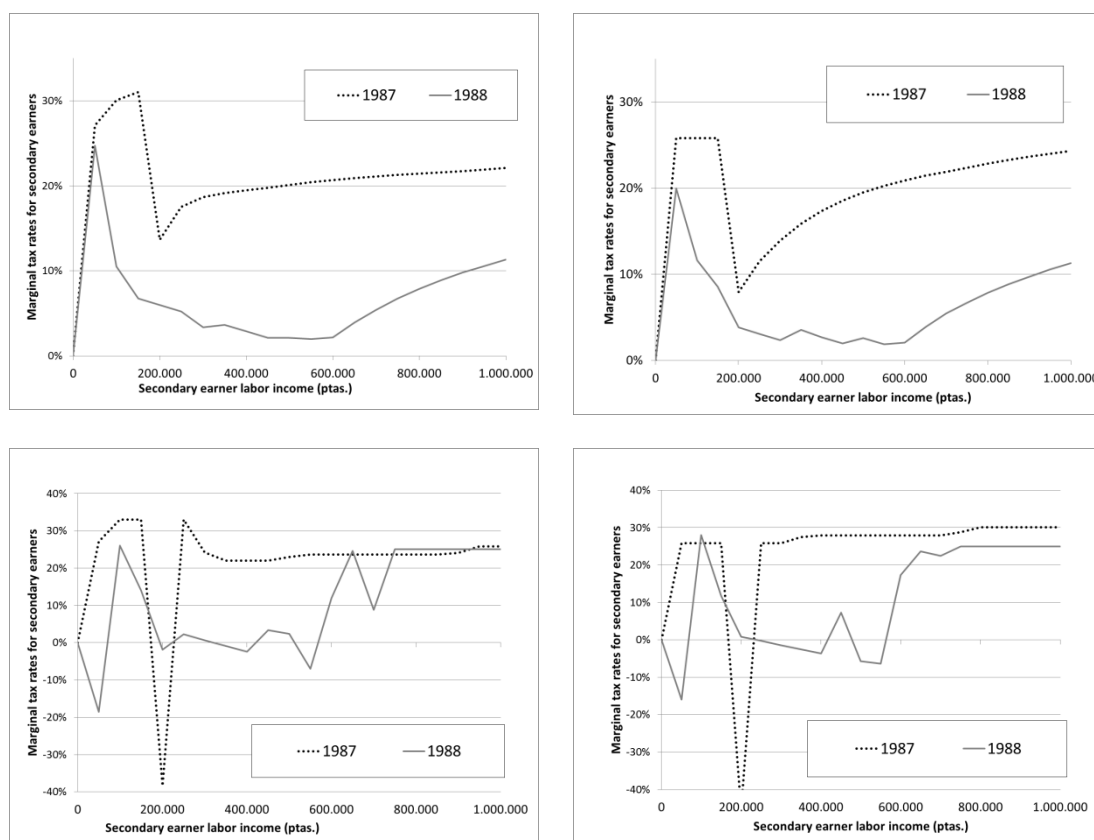 1987 1988
Marginal tax rates for secondary earners
30%
20%
10%
0%
0 200.000 400.000 600.000 800.000 1.000.000
Secondary earner labor income (ptas.)
1987 1988
Marginal tax rates for secondary earners
30%
20%
10%
0%
0 200.000 400.000 600.000 800.000 1.000.000
Secondary earner labor income (ptas.)
Marginal tax rates for secondary earners
40%
30%
20%
10%
0%
-10%
-20%
-30%
-40%
1987 1988
0 200.000 400.000 600.000 800.000 1.000.000
Secondary earner labor income (ptas.)
Marginal tax rates for secondary earners
40%
30%
20%
10%
0%
-10%
-20%
-30%
-40%
1987 1988
0 200.000 400.000 600.000 800.000 1.000.000
Secondary earner labor income (ptas.)